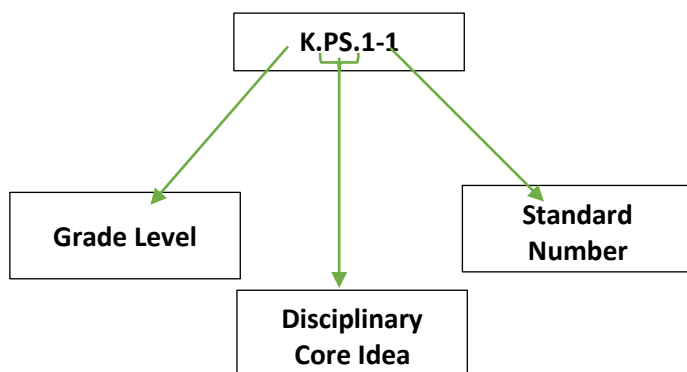 K.PS.1-1
Grade Level
Standard
Number
Disciplinary
Core Idea